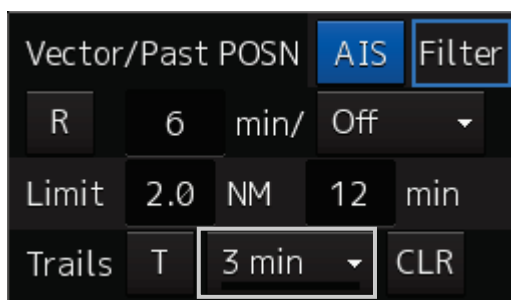 Vector/Past POSN AIS Filter
R 6 min/ Off
Limit 2.0 NM 12 min
Trails T 3 min CLR